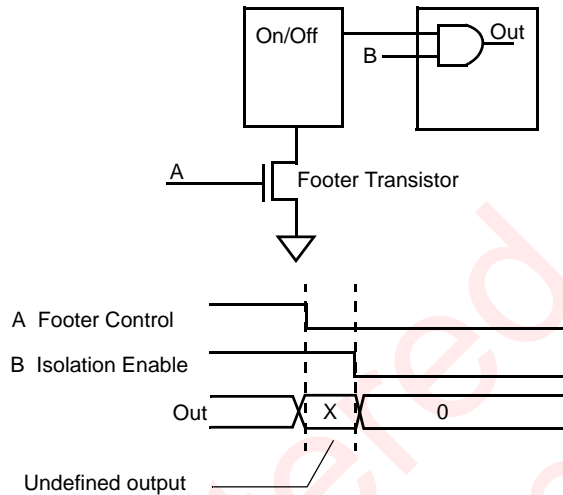 On/Off
Out
B
A
Footer Transistor
A Footer Control
B Isolation Enable
Out
X
0
Undefined output